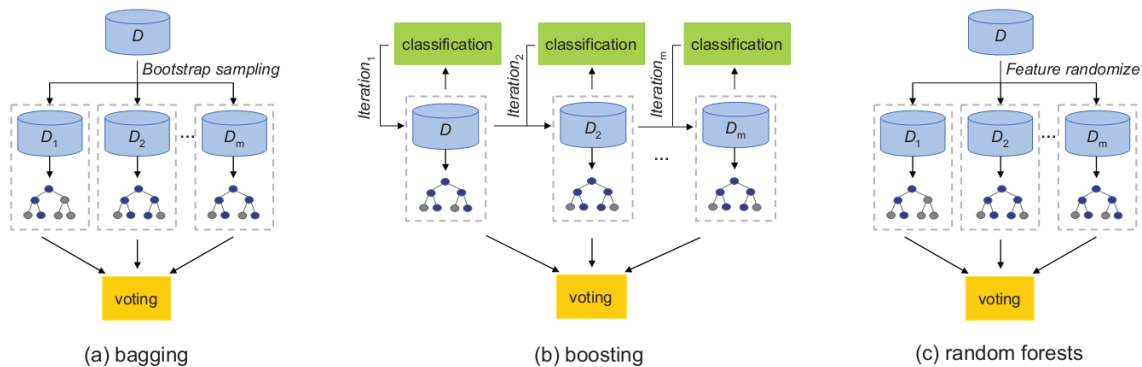 D
Bootstrap sampling
D1
D2
...
Dm
voting
(a) bagging
classification
classification
classification
Iteration1
Iteration2
Iterationm
D
D2
...
Dm
voting
(b) boosting
D
Feature randomize
D1
D2
...
Dm
voting
(c) random forests